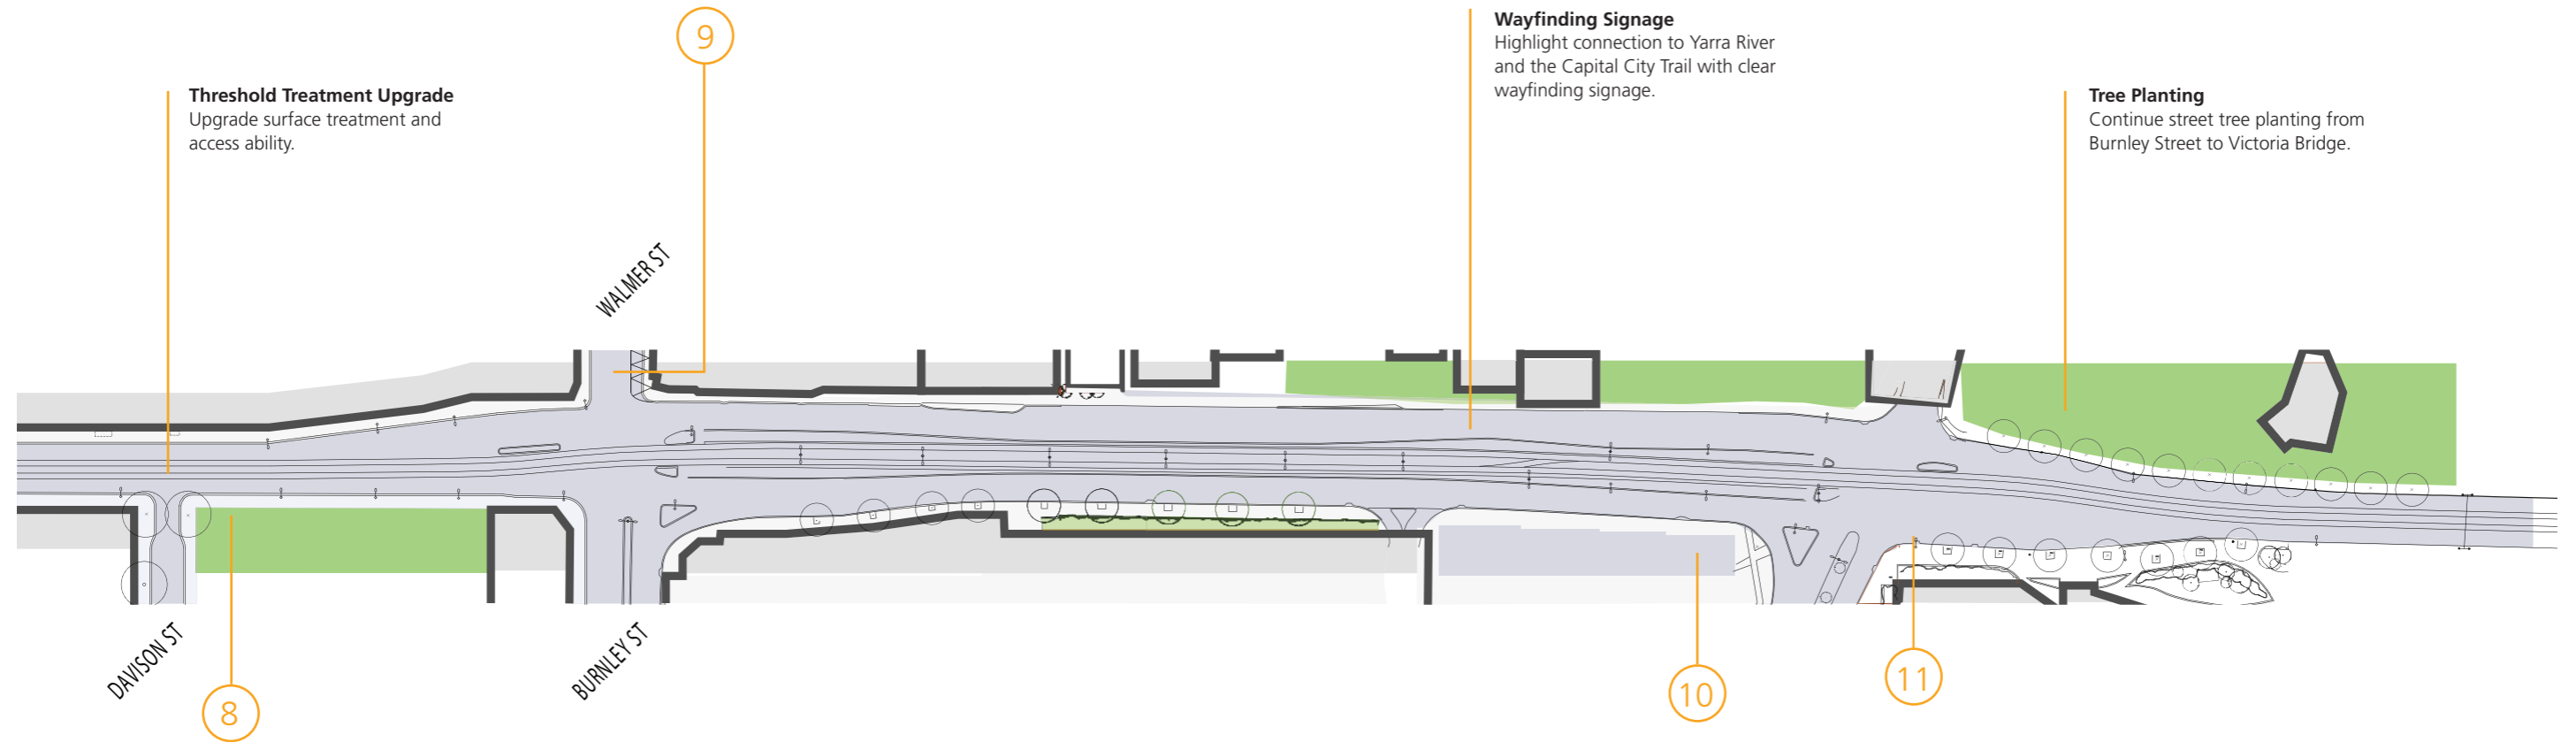 9
Wayfinding Signage
Highlight connection to Yarra River
and the Capital City Trail with clear
wayfinding signage.
Threshold Treatment Upgrade
Upgrade surface treatment and
access ability.
Tree Planting
Continue street tree planting from
Burnley Street to Victoria Bridge.
WALMER ST
DAVISON ST
BURNLEY ST
8
10
11